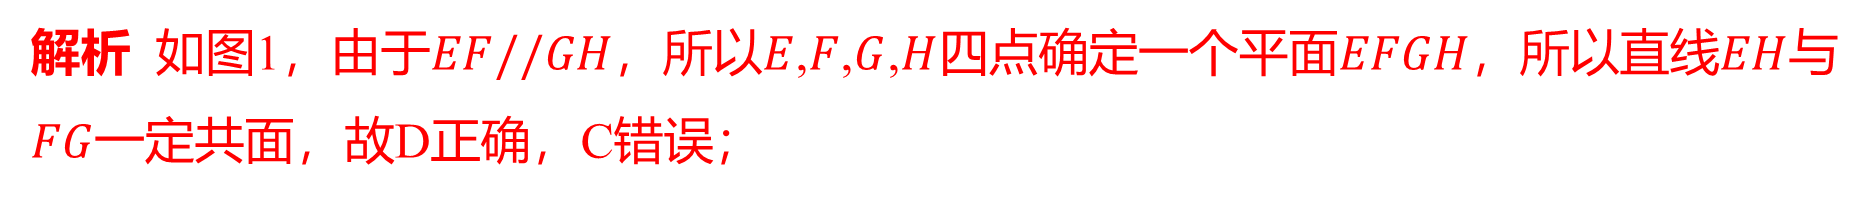 解析 如图1，由于EF//GH，所以E,F,G,H四点确定一个平面EFGH，所以直线EH与
FG一定共面，故D正确，C错误；